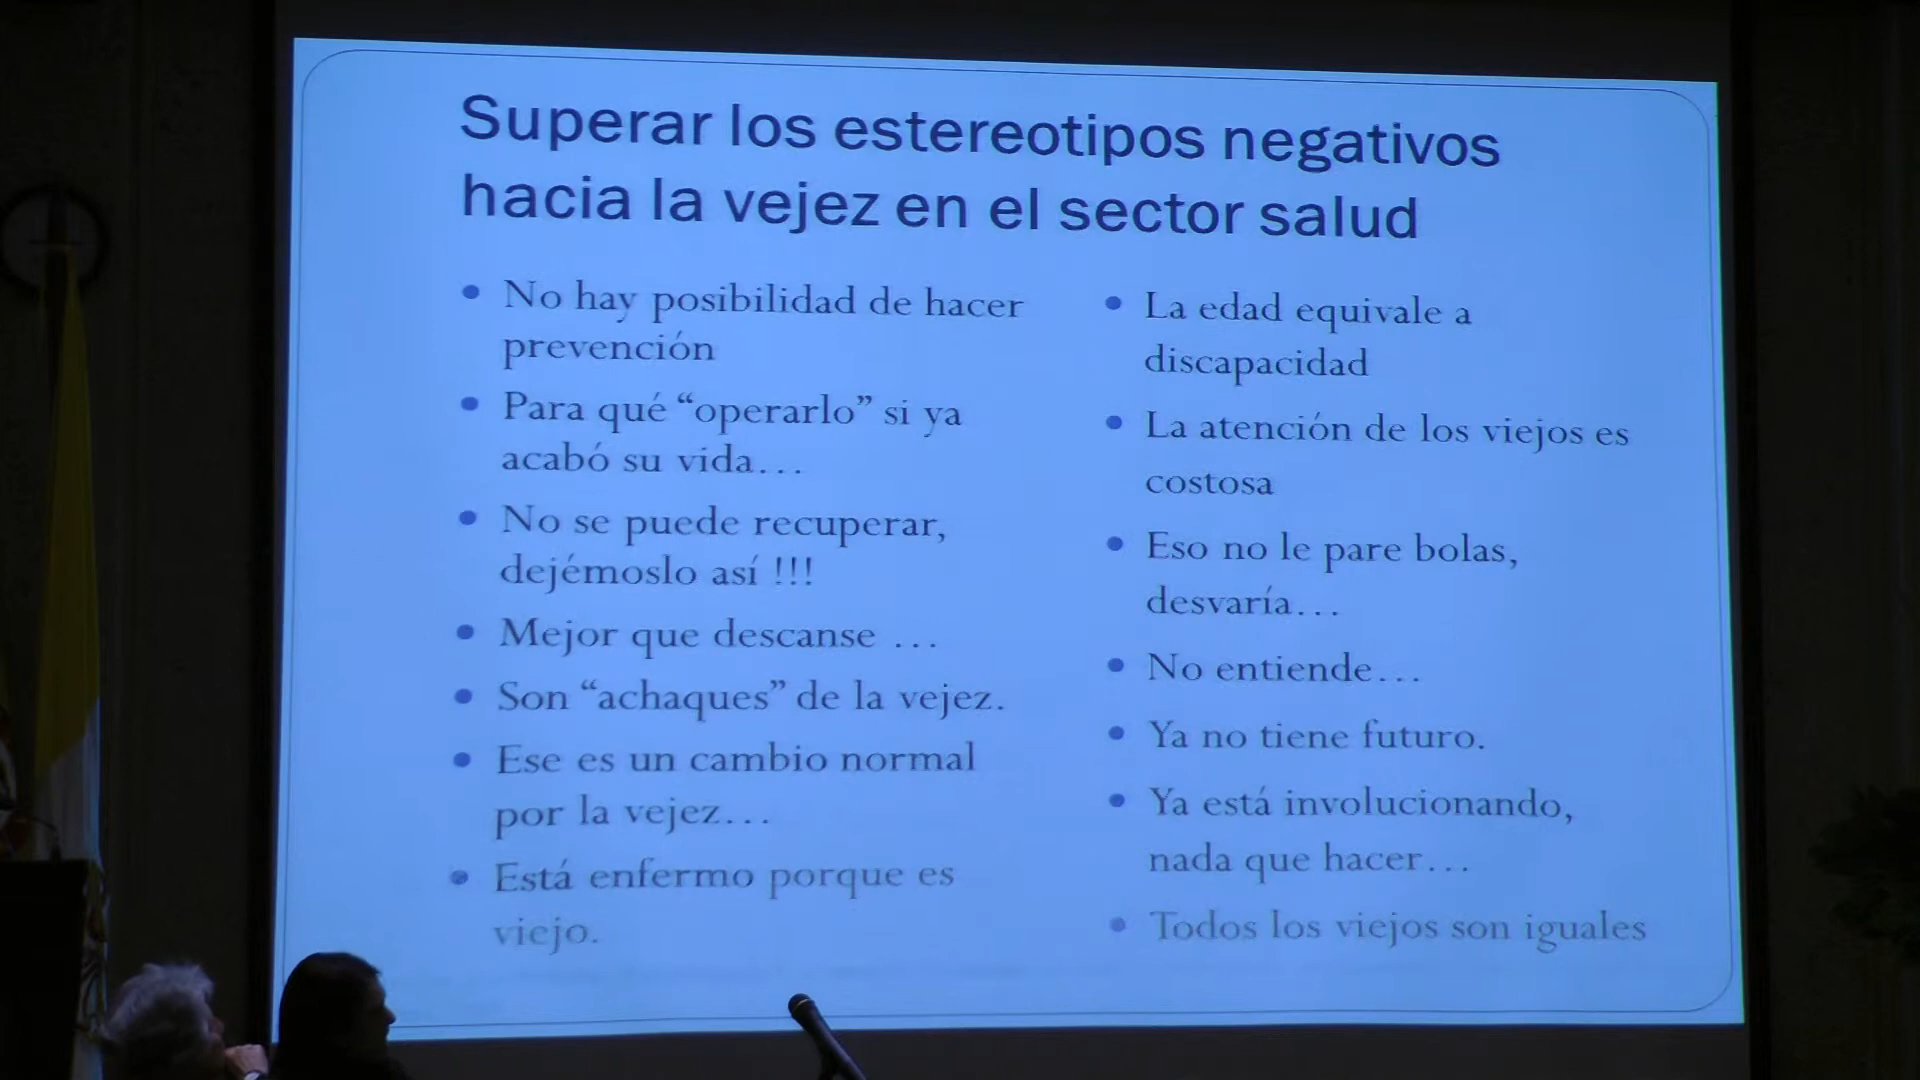 Superar los estereotipos negativos
hacia la vejez en el sector salud
• No hay posibilidad de hacer
prevención
• Para qué “operarlo” si ya
acabó su vida…
• No se puede recuperar,
dejémoslo así !!!
• Mejor que descanse …
• Son “achaques” de la vejez.
• Ese es un cambio normal
por la vejez…
• Está enfermo porque es
viejo.
• La edad equivale a
discapacidad
• La atención de los viejos es
costosa
• Eso no le pare bolas,
desvaría…
• No entiende…
• Ya no tiene futuro.
• Ya está involucionando,
nada que hacer…
• Todos los viejos son iguales